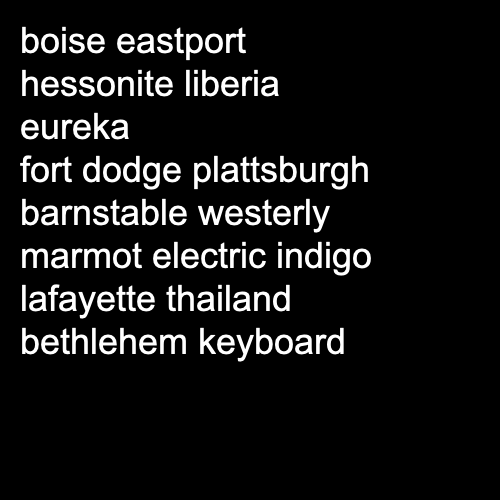 boise eastport
hessonite liberia
eureka
fort dodge plattsburgh
barnstable westerly
marmot electric indigo
lafayette thailand
bethlehem keyboard